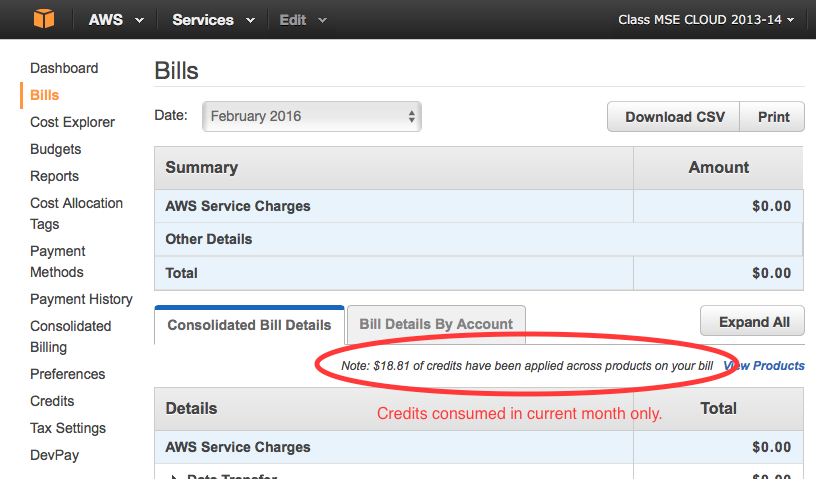 AWS Services Edit Class MSE CLOUD 2013-14
Dashboard
Bills
Cost Explorer
Budgets
Reports
Cost Allocation
Tags
Payment
Methods
Payment History
Consolidated
Billing
Preferences
Credits
Tax Settings
DevPay
Bills
Date: February 2016 Download CSV Print
Summary Amount
AWS Service Charges $0.00
Other Details
Total $0.00
Consolidated Bill Details Bill Details By Account Expand All
Note: $18.81 of credits have been applied across products on your bill View Products
Details Total
Credits consumed in current month only.
AWS Service Charges $0.00
Data Transfer $0.00